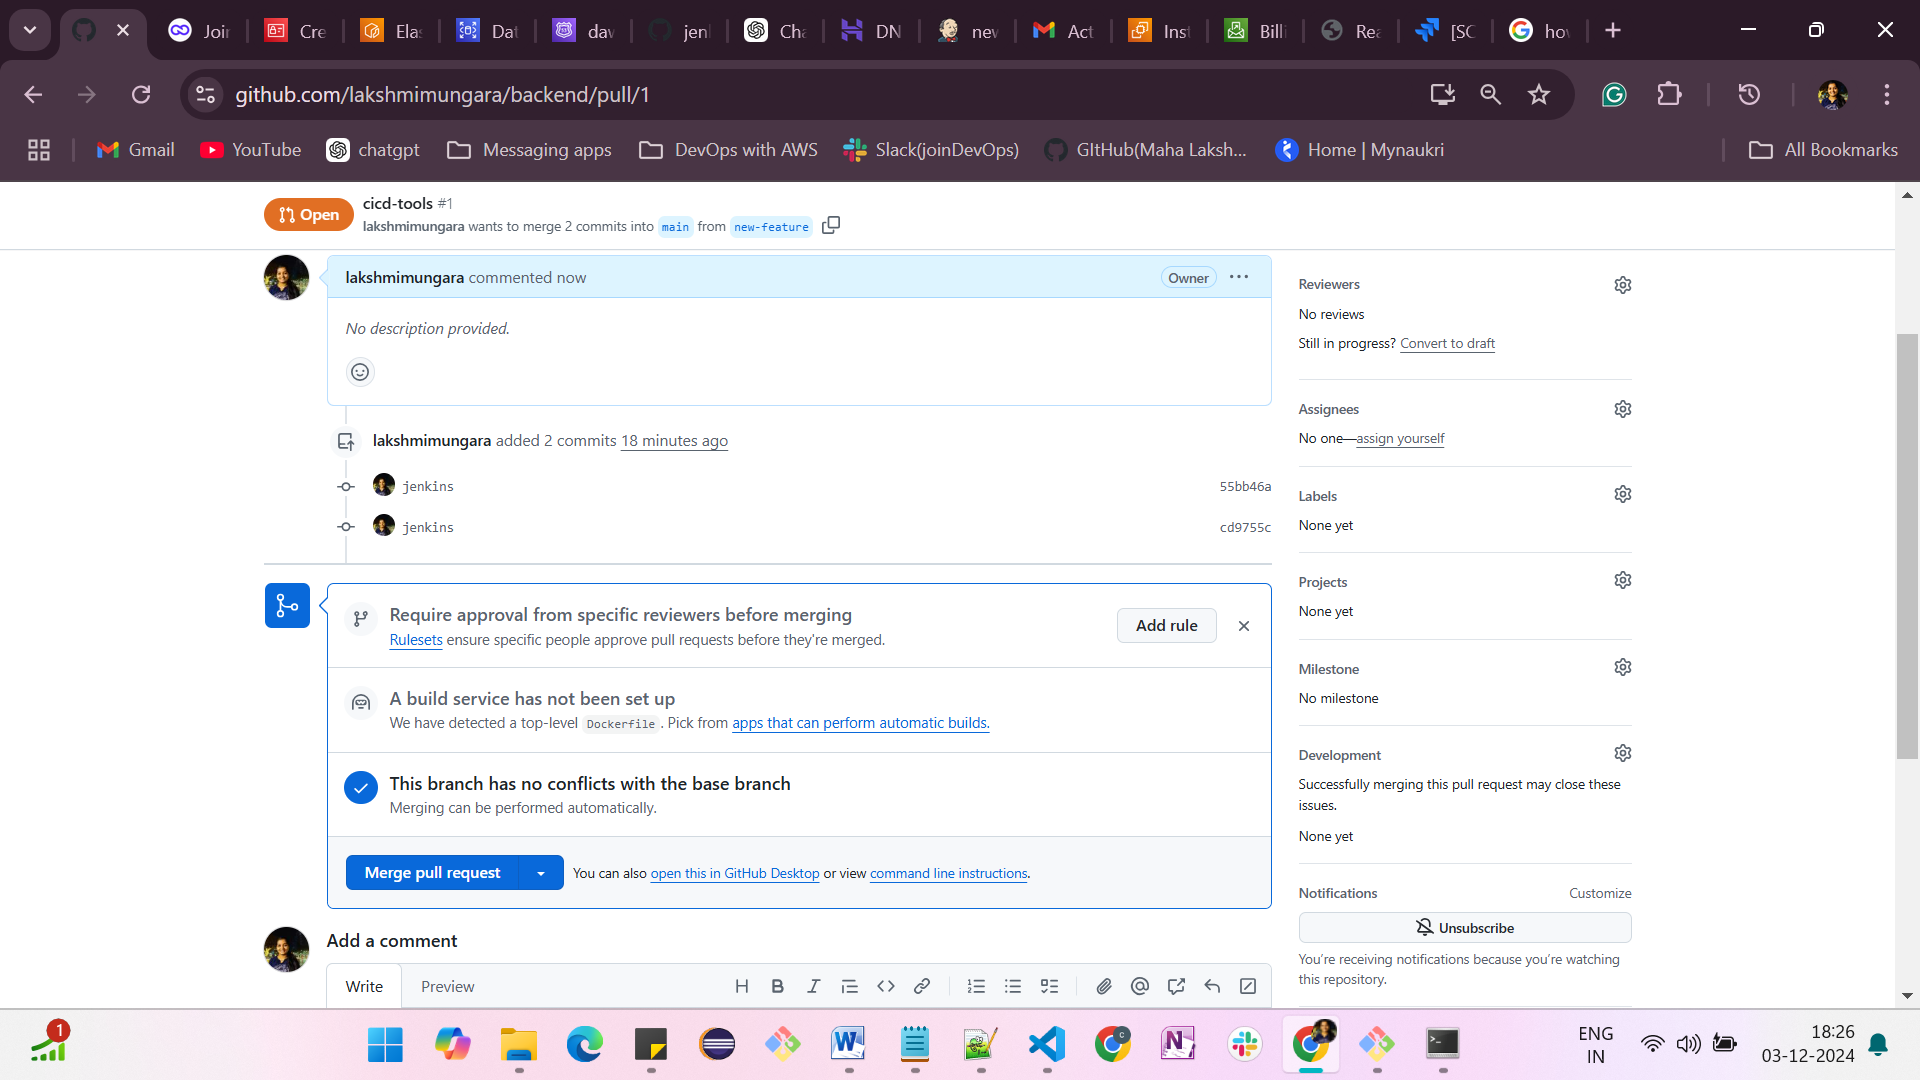 Join
Cre
Elas
Dat
daw
jenk
Cha
DN
new
Act
Inst
Billi
Rea
[SC
how
github.com/lakshmimungara/backend/pull/1
Gmail
YouTube
chatgpt
Messaging apps
DevOps with AWS
Slack(joinDevOps)
GItHub(Maha Laksh...
Home | Mynaukri
All Bookmarks
Open
cicd-tools #1
lakshmimungara wants to merge 2 commits into main from new-feature
lakshmimungara commented now
Owner
No description provided.
lakshmimungara added 2 commits 18 minutes ago
jenkins
55bb46a
jenkins
cd9755c
Require approval from specific reviewers before merging
Rulesets ensure specific people approve pull requests before they're merged.
Add rule
A build service has not been set up
We have detected a top-level Dockerfile. Pick from apps that can perform automatic builds.
This branch has no conflicts with the base branch
Merging can be performed automatically.
Merge pull request
You can also open this in GitHub Desktop or view command line instructions.
Add a comment
Write
Preview
Reviewers
No reviews
Still in progress? Convert to draft
Assignees
No one—assign yourself
Labels
None yet
Projects
None yet
Milestone
No milestone
Development
Successfully merging this pull request may close these
issues.
None yet
Notifications
Customize
Unsubscribe
You're receiving notifications because you're watching
this repository.
1
ENG
IN
18:26
03-12-2024